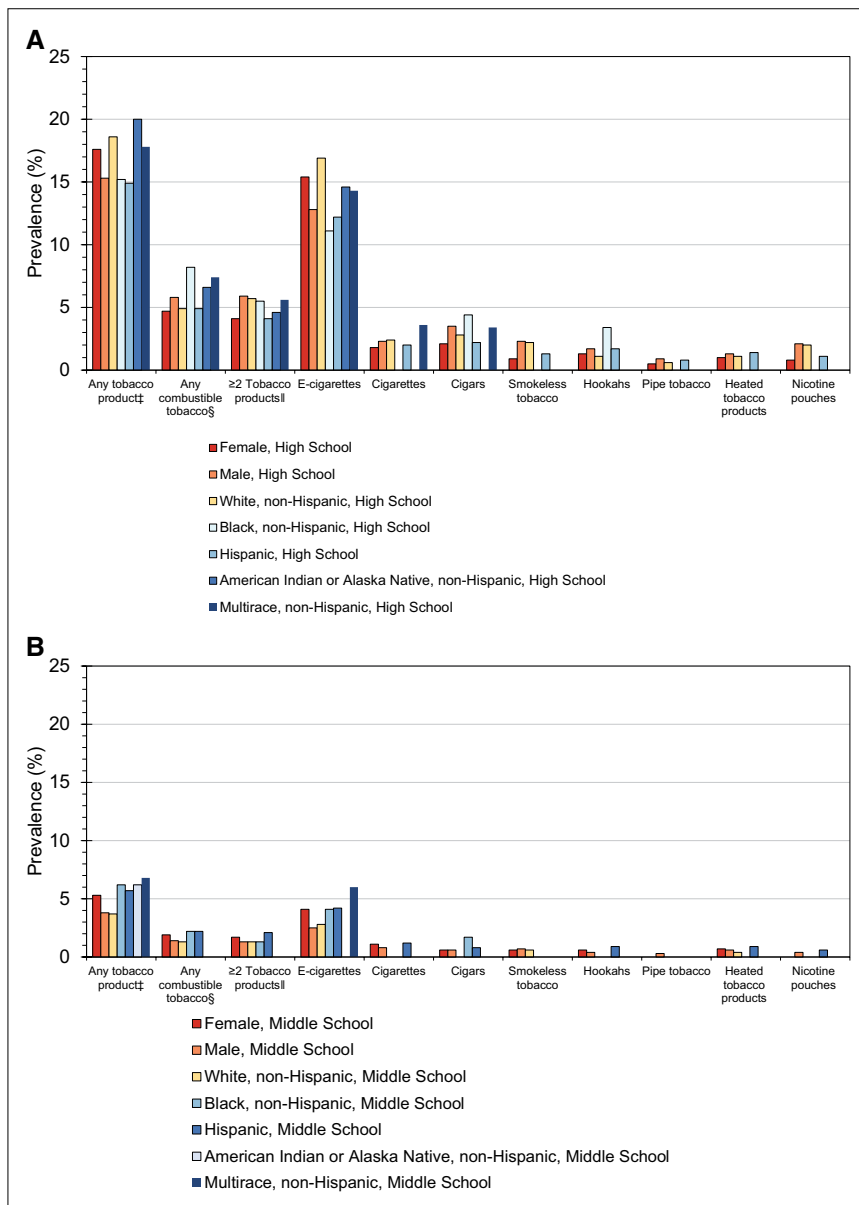 A
25
20
15
10
5
0
Prevalence (%)
Any tobacco
product‡
Any
combustible
tobacco§
≥2 Tobacco
products‖
E-cigarettes
Cigarettes
Cigars
Smokeless
tobacco
Hookahs
Pipe tobacco
Heated
tobacco
products
Nicotine
pouches
Female, High School
Male, High School
White, non-Hispanic, High School
Black, non-Hispanic, High School
Hispanic, High School
American Indian or Alaska Native, non-Hispanic, High School
Multirace, non-Hispanic, High School
B
25
20
15
10
5
0
Prevalence (%)
Any tobacco
product‡
Any
combustible
tobacco§
≥2 Tobacco
products‖
E-cigarettes
Cigarettes
Cigars
Smokeless
tobacco
Hookahs
Pipe tobacco
Heated
tobacco
products
Nicotine
pouches
Female, Middle School
Male, Middle School
White, non-Hispanic, Middle School
Black, non-Hispanic, Middle School
Hispanic, Middle School
American Indian or Alaska Native, non-Hispanic, Middle School
Multirace, non-Hispanic, Middle School